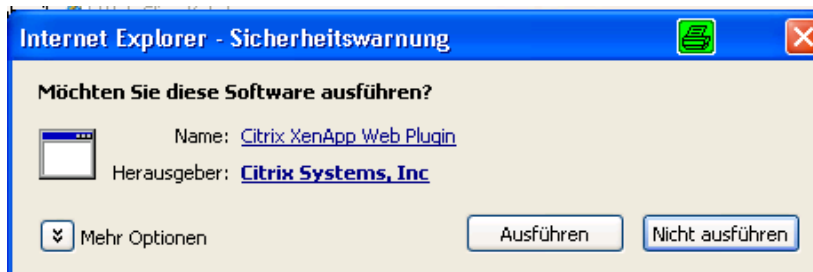 Internet Explorer - Sicherheitswarnung
Möchten Sie diese Software ausführen?
Name: Citrix XenApp Web Plugin
Herausgeber: Citrix Systems, Inc
Mehr Optionen Ausführen Nicht ausführen